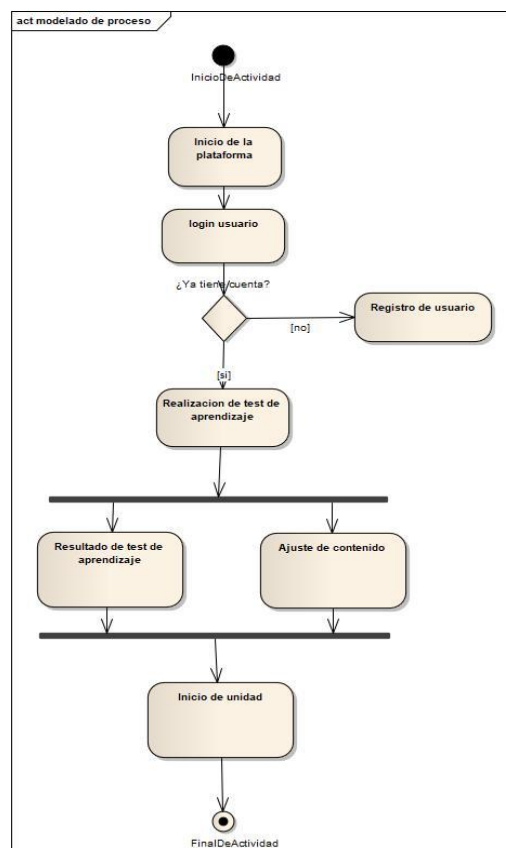 act modelado de proceso
InicioDeActividad
Inicio de la
plataforma
login usuario
¿Ya tiene cuenta?
Registro de usuario
[no]
[si]
Realizacion de test de
aprendizaje
Resultado de test de
aprendizaje
Ajuste de contenido
Inicio de unidad
FinalDeActividad